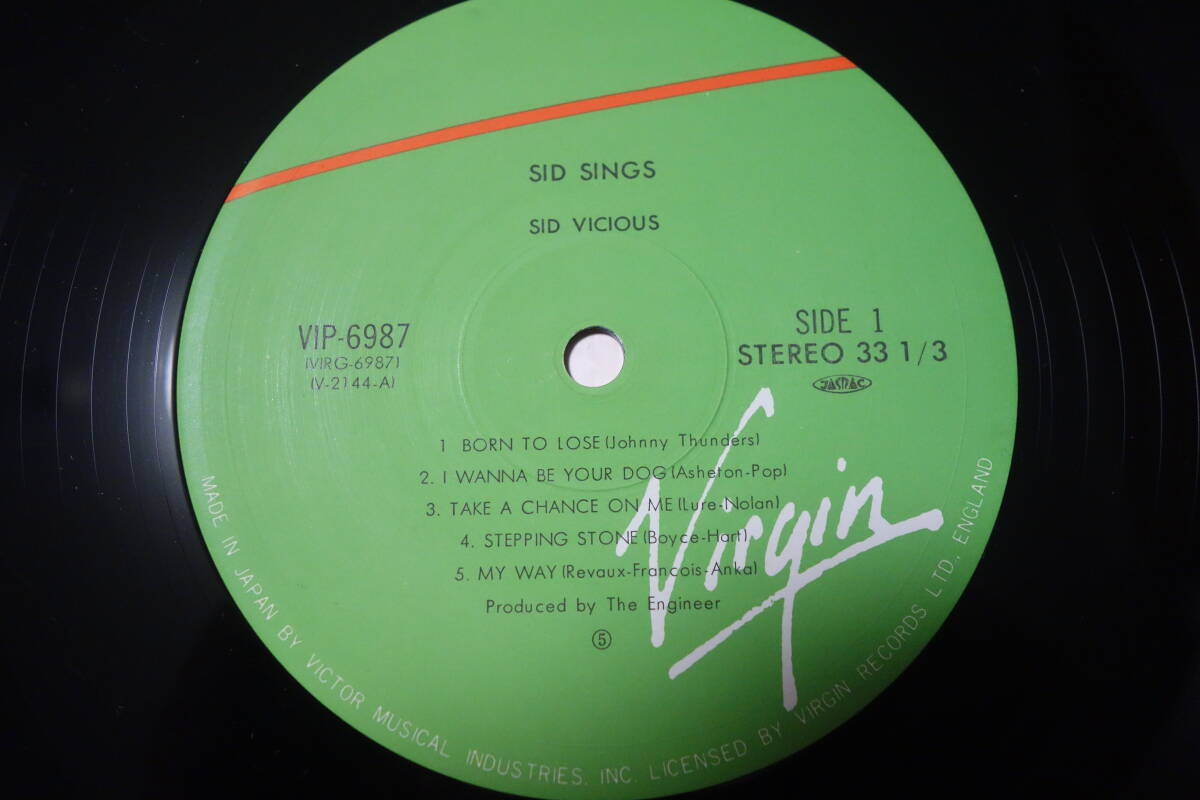 SID SINGS
SID VICIOUS
VIP-6987
(VIRG-6987)
(V-2144-A)
SIDE 1
STEREO 33 1/3
JASRAC
1 BORN TO LOSE (Johnny Thunders)
2. I WANNA BE YOUR DOG (Asheton-Pop)
3. TAKE A CHANCE ON ME (Lure-Nolan)
4. STEPPING STONE (Boyce-Hart)
5. MY WAY (Revaux-Francois-Anka)
Produced by The Engineer
⑤
Virgin
MADE IN JAPAN BY VICTOR MUSICAL INDUSTRIES, INC. LICENSED BY VIRGIN RECORDS LTD., ENGLAND